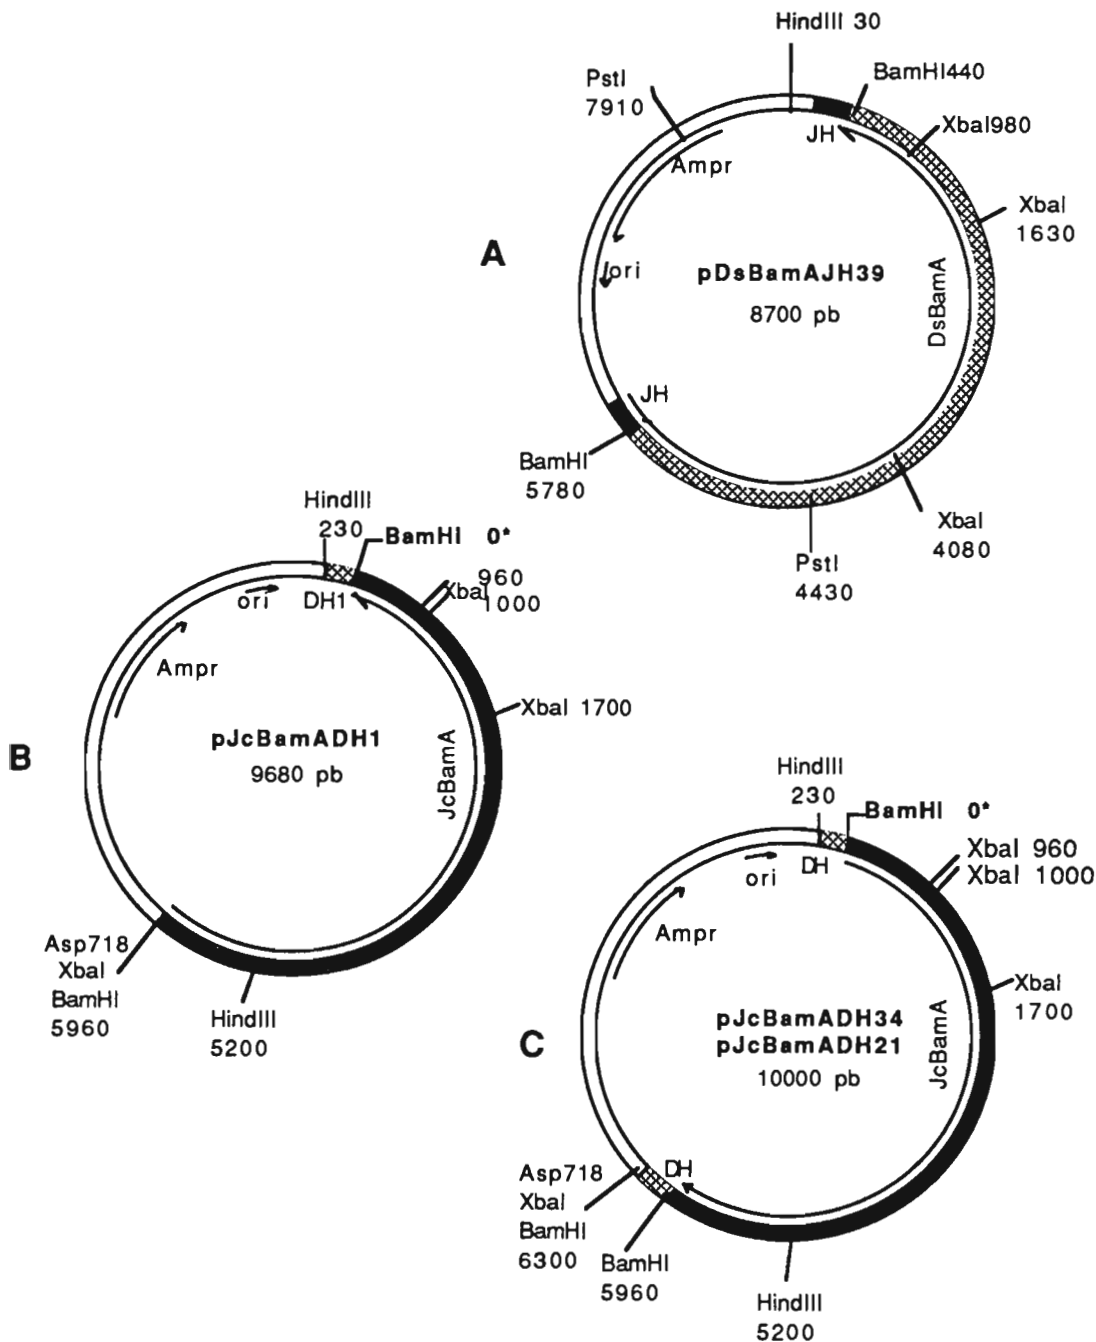 HindIII 30
PstI
7910
BamHI440
XbaI980
JH
Ampr
XbaI
1630
A
ori
pDsBamAJH39
8700 pb
DsBamA
JH
BamHI
5780
XbaI
4080
PstI
4430
HindIII
230
BamHI 0*
960
XbaI
1000
ori
DH1
Ampr
XbaI 1700
B
pJcBamADH1
9680 pb
JcBamA
Asp718
XbaI
BamHI
5960
HindIII
5200
HindIII
230
BamHI 0*
XbaI 960
XbaI 1000
ori
DH
Ampr
XbaI
1700
C
pJcBamADH34
pJcBamADH21
10000 pb
JcBamA
DH
Asp718
XbaI
BamHI
6300
BamHI
5960
HindIII
5200